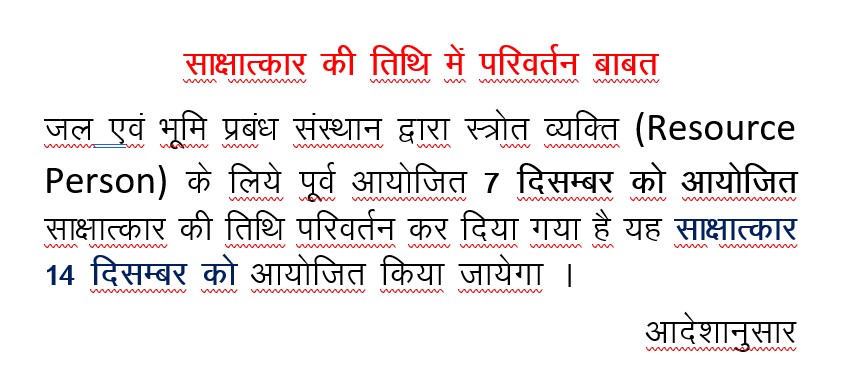 साक्षात्कार की तिथि में परिवर्तन बाबत
जल एवं भूमि प्रबंध संस्थान द्वारा स्त्रोत व्यक्ति (Resource
Person) के लिये पूर्व आयोजित 7 दिसम्बर को आयोजित
साक्षात्कार की तिथि परिवर्तन कर दिया गया है यह साक्षात्कार
14 दिसम्बर को आयोजित किया जायेगा ।
आदेशानुसार